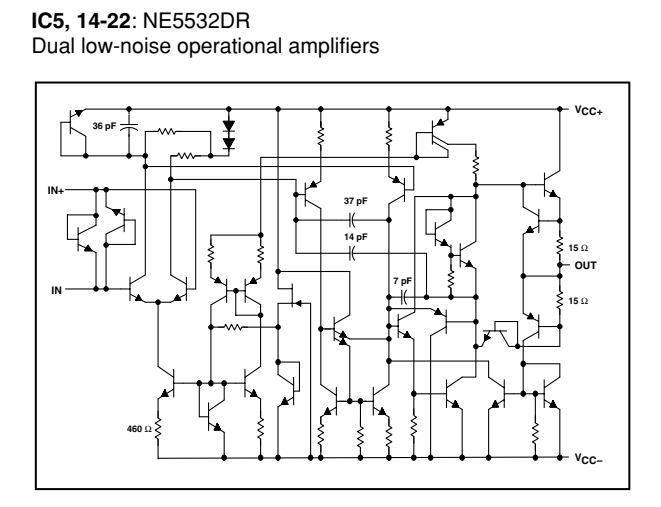 IC5, 14-22: NE5532DR
Dual low-noise operational amplifiers
VCC+
36 pF
IN+
37 pF
14 pF
15 Ω
OUT
IN
7 pF
15 Ω
460 Ω
VCC−